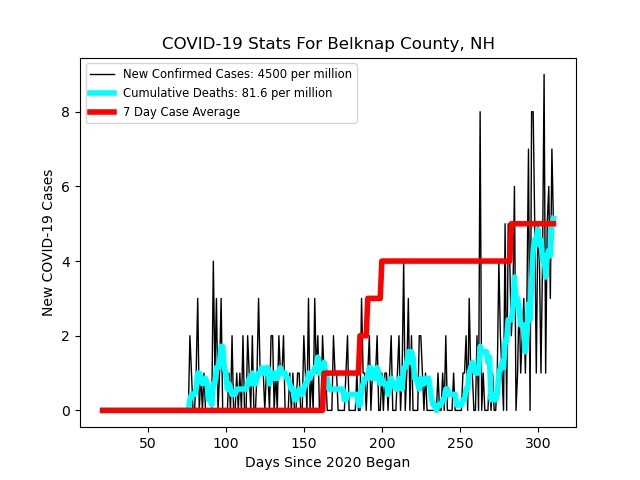 COVID-19 Stats For Belknap County, NH
New Confirmed Cases: 4500 per million
Cumulative Deaths: 81.6 per million
7 Day Case Average
New COVID-19 Cases
8
6
4
2
0
50 100 150 200 250 300
Days Since 2020 Began